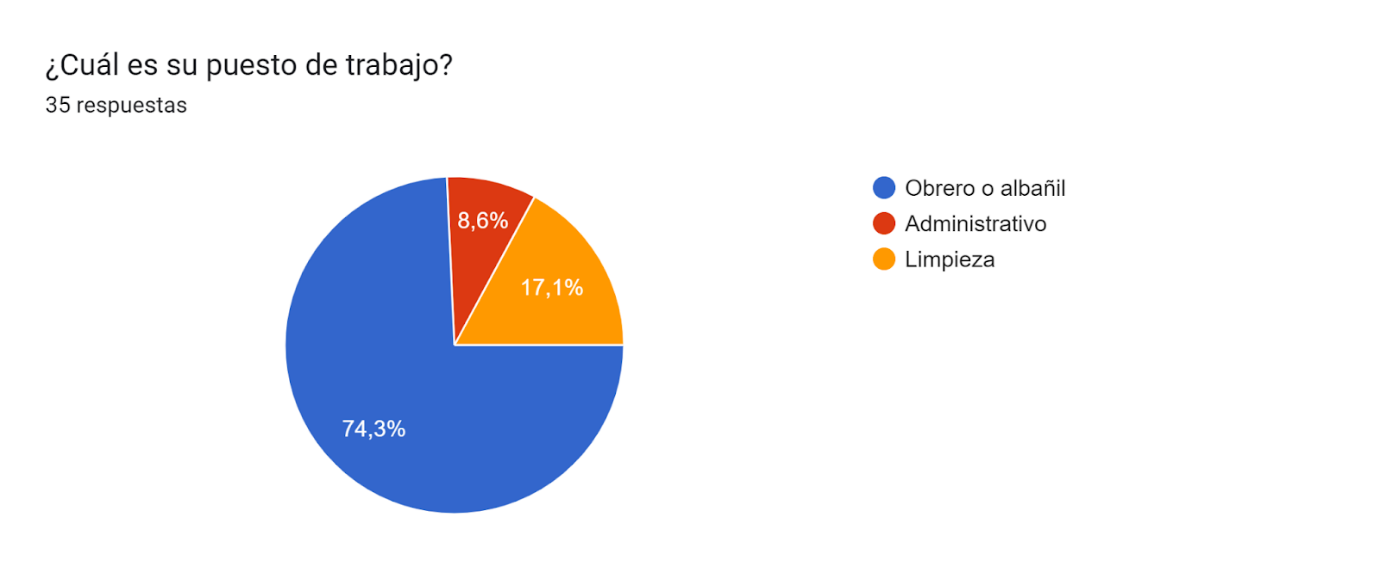 ¿Cuál es su puesto de trabajo?
35 respuestas
8,6%
17,1%
74,3%
Obrero o albañil
Administrativo
Limpieza